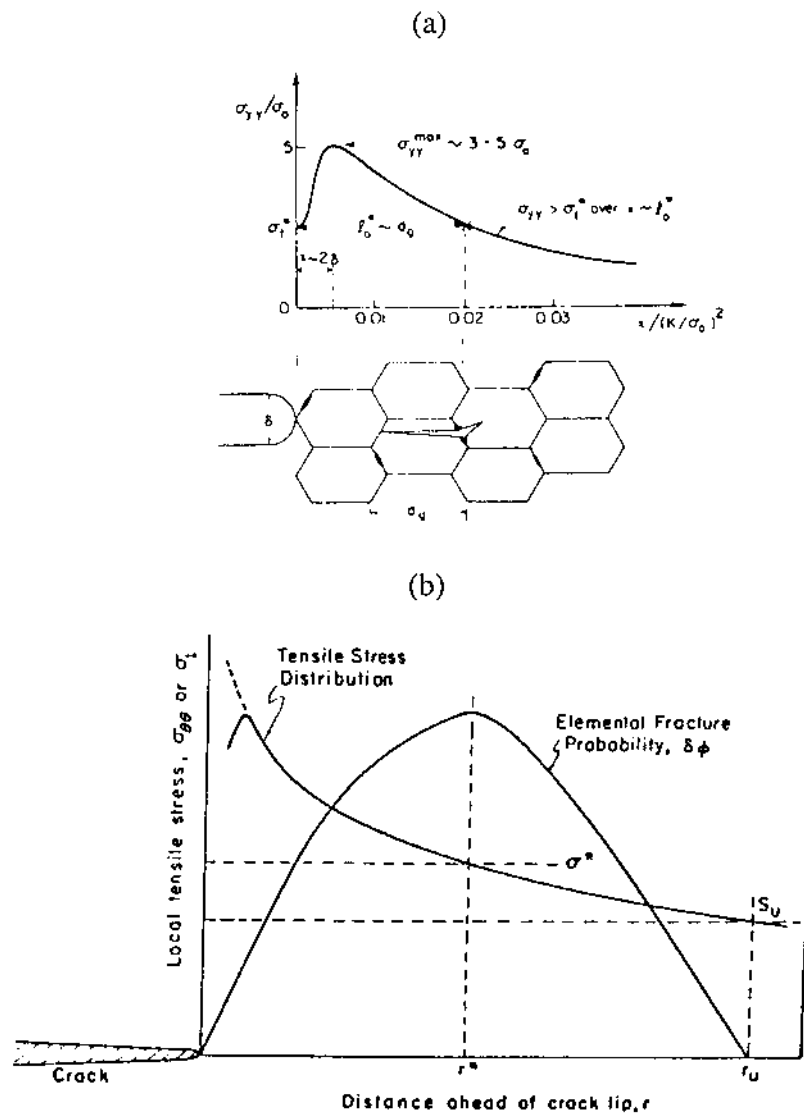 (a)
σyy/σo
5
σyy^max ~ 3 - 5 σo
σf*
lo* ~ dg
σyy > σf* over x ~ lo*
x ~ 2δ
0
0.01
0.02
0.03
x/(K/σo)²
δ
dg
(b)
Local tensile stress, σθθ or σ1
Tensile Stress
Distribution
Elemental Fracture
Probability, δϕ
σ*
Su
Crack
r*
ru
Distance ahead of crack tip, r